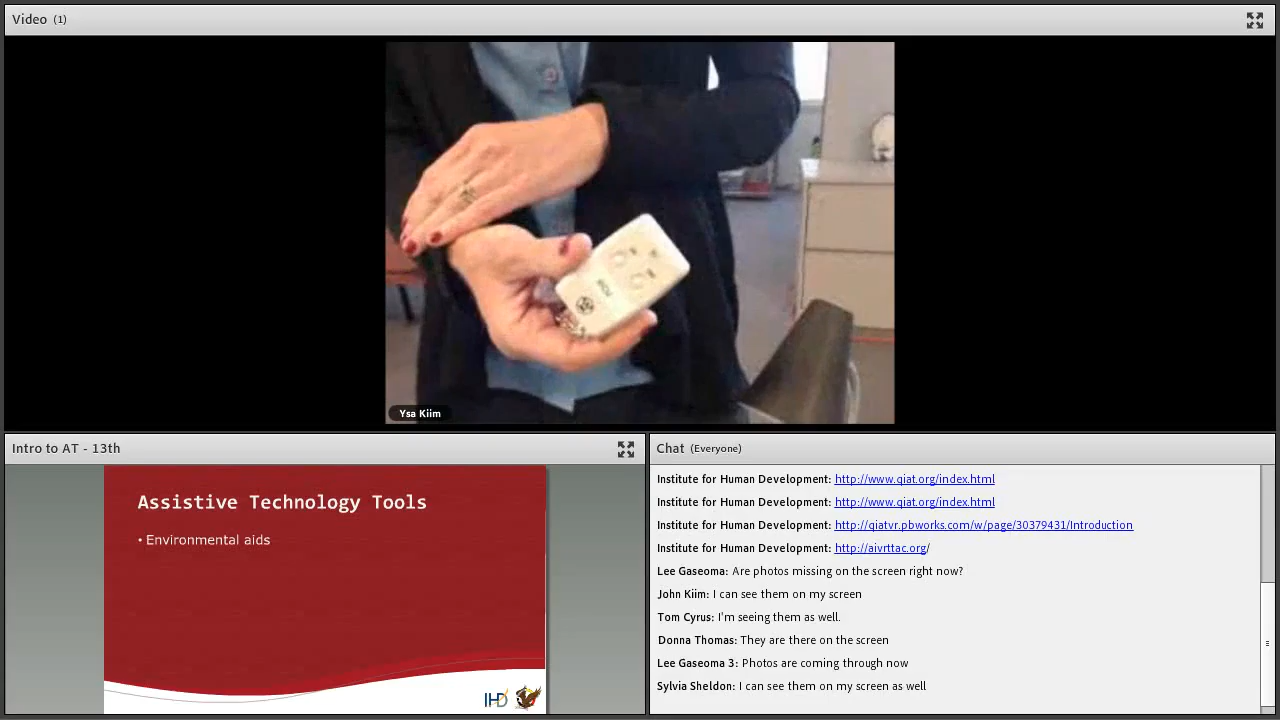 Video (1)
Ysa Kiim
Intro to AT - 13th
Assistive Technology Tools
• Environmental aids
IHD
Chat (Everyone)
Institute for Human Development: http://www.qiat.org/index.html
Institute for Human Development: http://www.qiat.org/index.html
Institute for Human Development: http://qiatvr.pbworks.com/w/page/30379431/Introduction
Institute for Human Development: http://aivrttac.org/
Lee Gaseoma: Are photos missing on the screen right now?
John Kiim: I can see them on my screen
Tom Cyrus: I'm seeing them as well.
Donna Thomas: They are there on the screen
Lee Gaseoma 3: Photos are coming through now
Sylvia Sheldon: I can see them on my screen as well